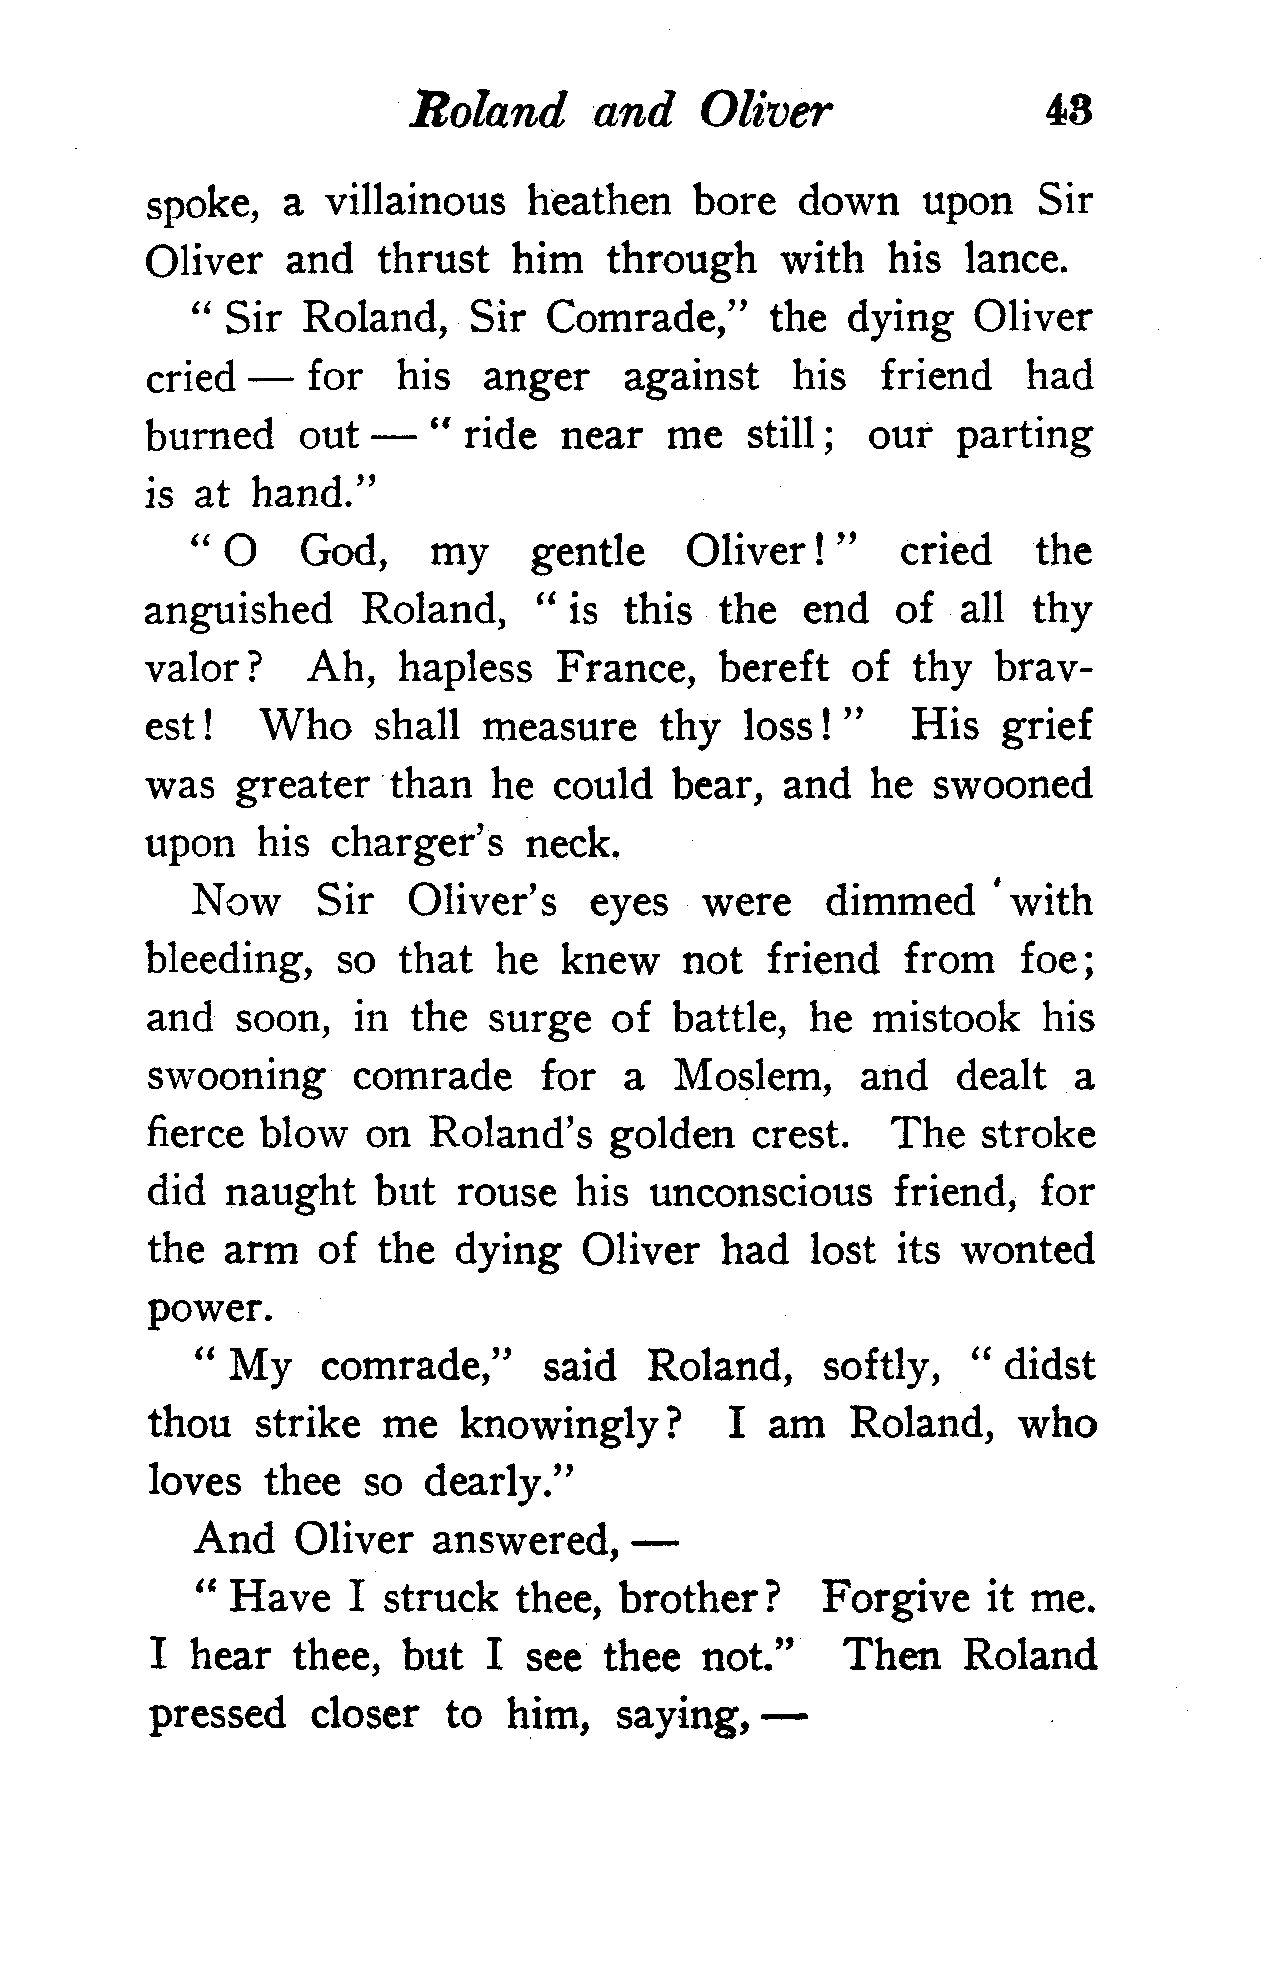 Roland and Oliver 43
spoke, a villainous heathen bore down upon Sir
Oliver and thrust him through with his lance.
" Sir Roland, Sir Comrade," the dying Oliver
cried — for his anger against his friend had
burned out — " ride near me still ; our parting
is at hand."
" O God, my gentle Oliver ! " cried the
anguished Roland, " is this the end of all thy
valor ? Ah, hapless France, bereft of thy brav-
est ! Who shall measure thy loss ! " His grief
was greater than he could bear, and he swooned
upon his charger's neck.
Now Sir Oliver's eyes were dimmed with
bleeding, so that he knew not friend from foe ;
and soon, in the surge of battle, he mistook his
swooning comrade for a Moslem, and dealt a
fierce blow on Roland's golden crest. The stroke
did naught but rouse his unconscious friend, for
the arm of the dying Oliver had lost its wonted
power.
" My comrade," said Roland, softly, " didst
thou strike me knowingly ? I am Roland, who
loves thee so dearly."
And Oliver answered, —
" Have I struck thee, brother ? Forgive it me.
I hear thee, but I see thee not." Then Roland
pressed closer to him, saying, —